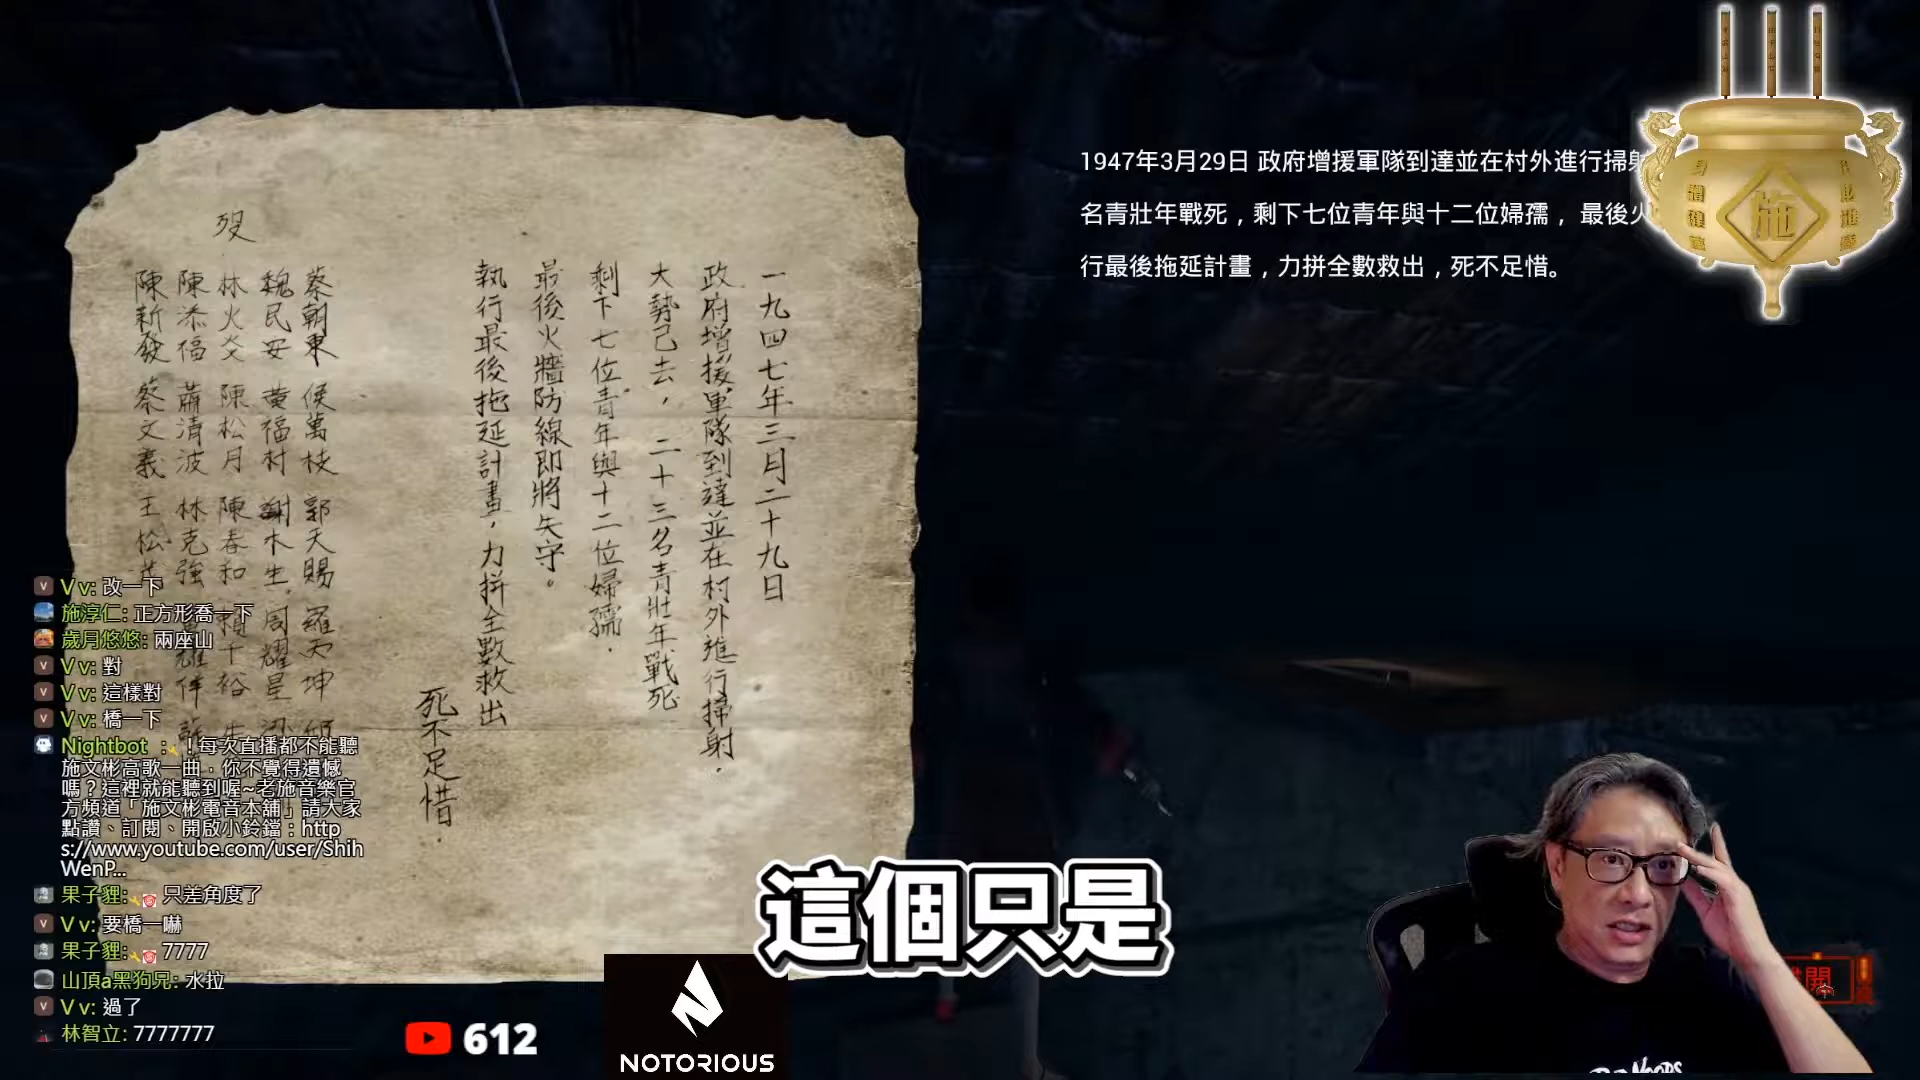 一九四七年三月二十九日
政府增援軍隊到達並在村外進行掃射.
大勢已去，二十三名青壯年戰死
剩下七位青年與十二位婦孺.
最後火牆防線即將失守。
執行最後拖延計畫，力拼全數救出
死不足惜.
歿
蔡朝東 侯萬枝 郭天賜 羅丙坤
魏民安 黃福村 謝木生 周耀星
林火炎 陳松月 陳春和 賴十裕
陳添福 蕭清波 林克強
陳新發 蔡文義 王松
1947年3月29日 政府增援軍隊到達並在村外進行掃射
名青壯年戰死，剩下七位青年與十二位婦孺， 最後火
行最後拖延計畫，力拼全數救出，死不足惜。
施
V v: 改一下
施淳仁: 正方形喬一下
歲月悠悠: 兩座山
V v: 對
V v: 這樣對
V v: 橋一下
Nightbot : ! 每次直播都不能聽
施文彬高歌一曲，你不覺得遺憾
嗎？這裡就能聽到喔~老施音樂官
方頻道「施文彬電音本舖」請大家
點讚、訂閱、開啟小鈴鐺：http
s://www.youtube.com/user/Shih
WenP...
果子貍: 只差角度了
V v: 要橋一嚇
果子貍: 7777
山頂a黑狗兄: 水拉
V v: 過了
林智立: 7777777
612
NOTORIOUS
這個只是
開